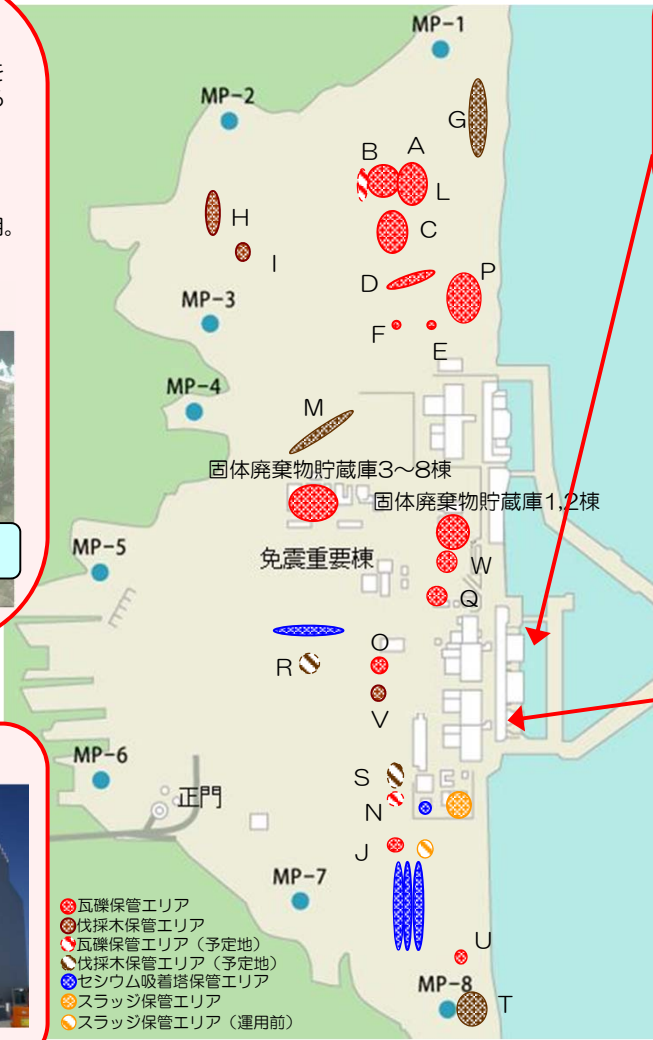 MP-1
MP-2
G
A
B
L
H
C
I
D
P
MP-3
F
E
MP-4
M
固体廃棄物貯蔵庫3〜8棟
固体廃棄物貯蔵庫1,2棟
MP-5
免震重要棟
W
Q
O
R
V
MP-6
S
正門
N
J
MP-7
U
MP-8
T
瓦礫保管エリア
伐採木保管エリア
瓦礫保管エリア（予定地）
伐採木保管エリア（予定地）
セシウム吸着塔保管エリア
スラッジ保管エリア
スラッジ保管エリア（運用前）